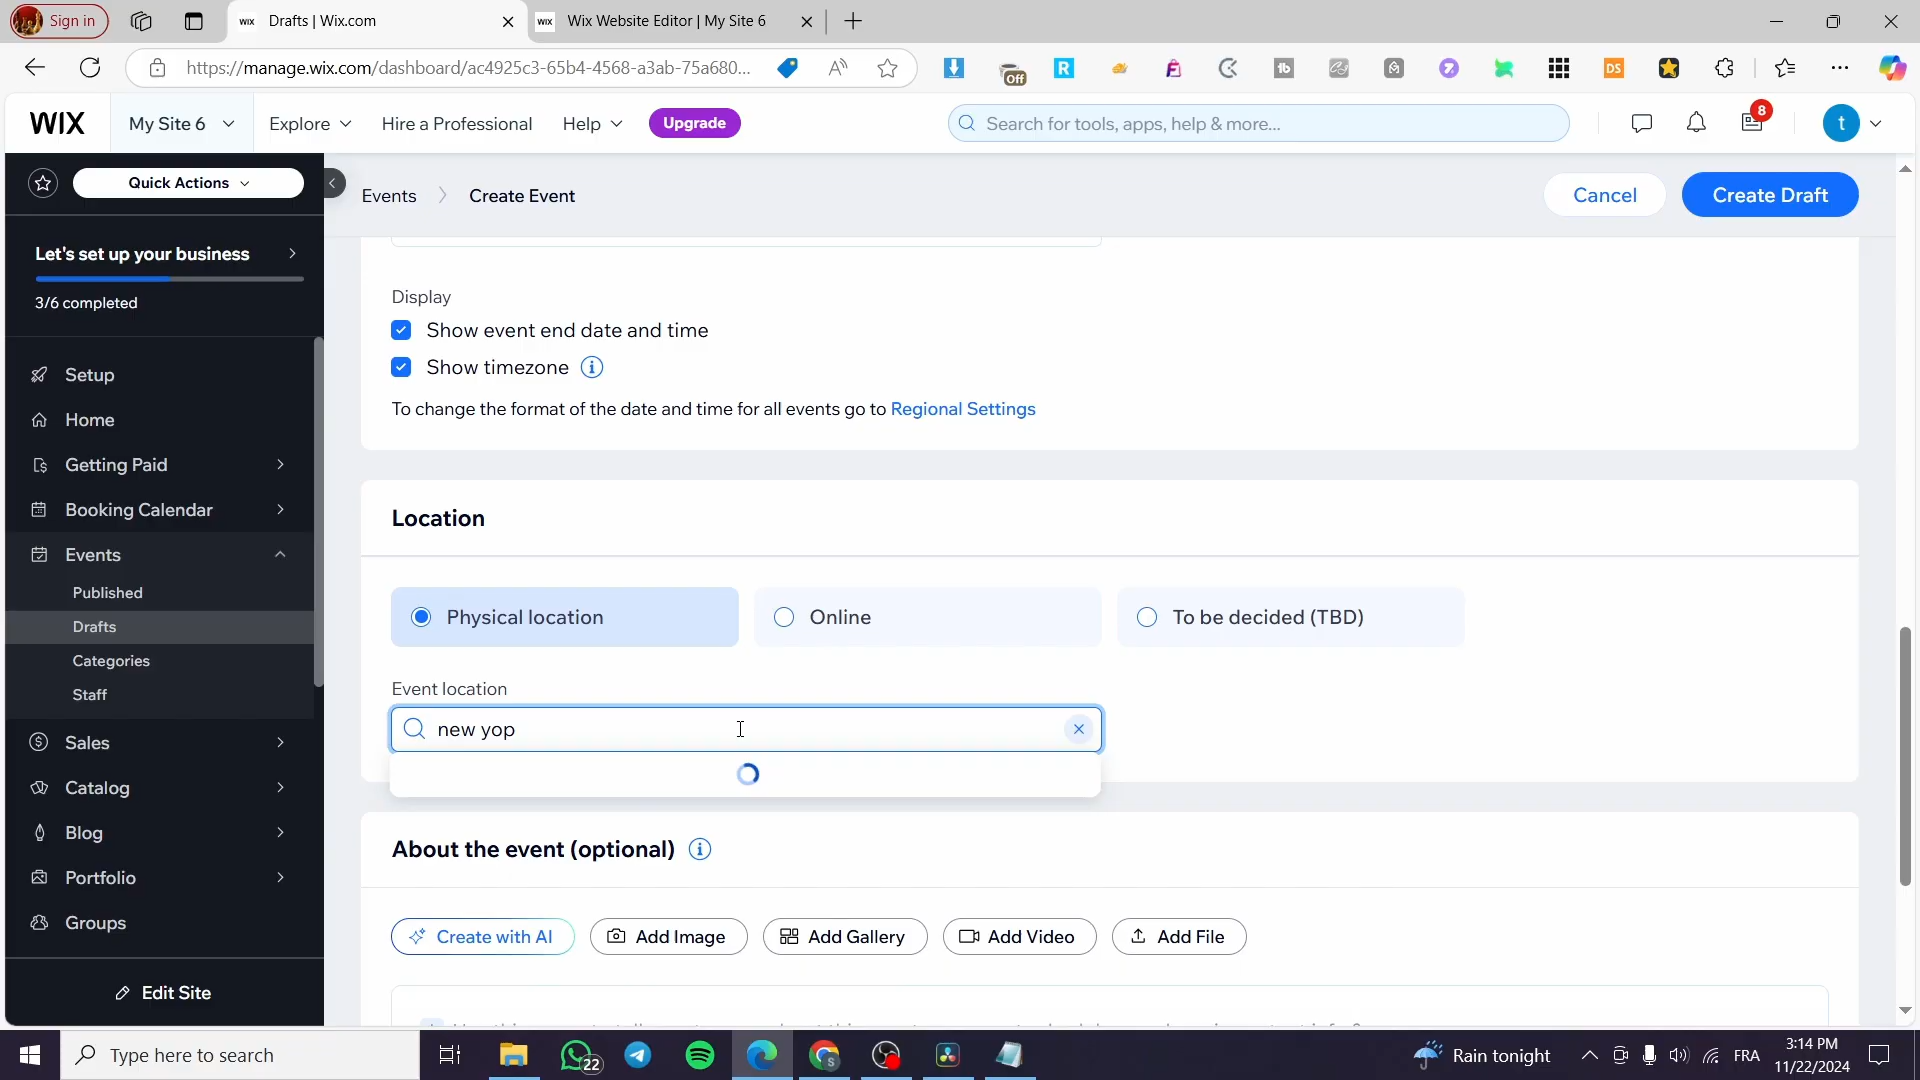 Sign in
Drafts | Wix.com
Wix Website Editor | My Site 6
https://manage.wix.com/dashboard/ac4925c3-65b4-4568-a3ab-75a680...
Off
WIX
My Site 6
Explore
Hire a Professional
Help
Upgrade
Search for tools, apps, help & more...
8
t
Quick Actions
Events
Create Event
Cancel
Create Draft
Let's set up your business
3/6 completed
Setup
Home
Getting Paid
Booking Calendar
Events
Published
Drafts
Categories
Staff
Sales
Catalog
Blog
Portfolio
Groups
Edit Site
Display
Show event end date and time
Show timezone
To change the format of the date and time for all events go to Regional Settings
Location
Physical location
Online
To be decided (TBD)
Event location
new yop
About the event (optional)
Create with AI
Add Image
Add Gallery
Add Video
Add File
Type here to search
22
Rain tonight
FRA
3:14 PM
11/22/2024